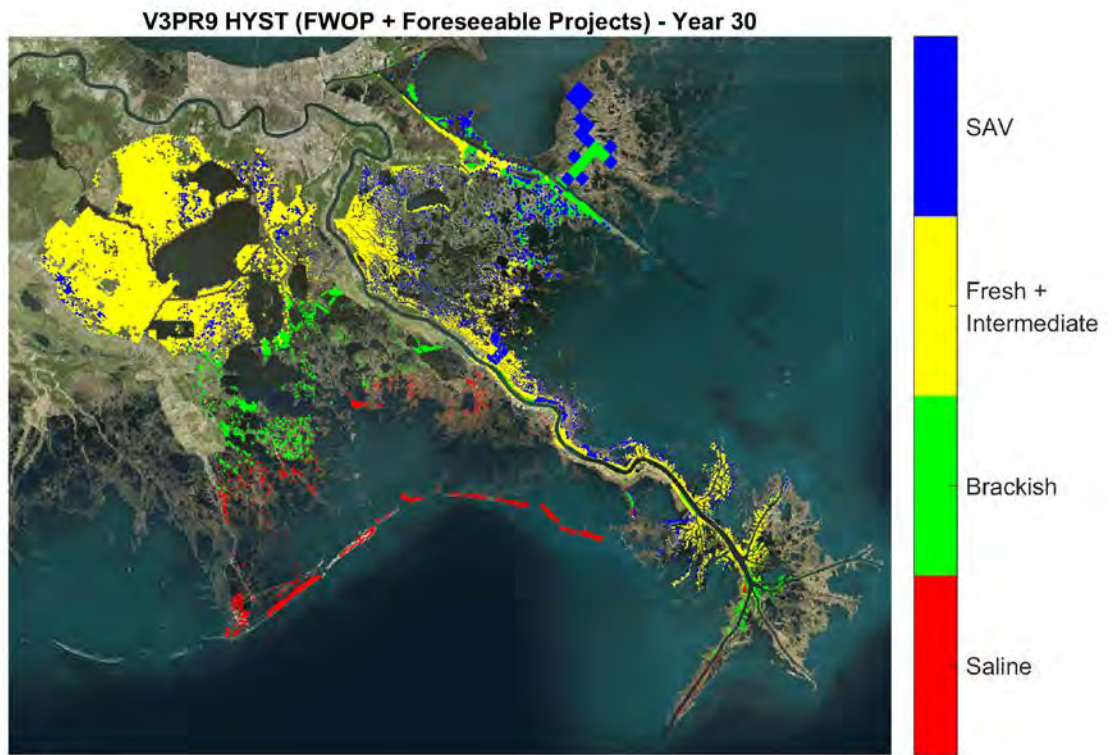 V3PR9 HYST (FWOP + Foreseeable Projects) - Year 30
SAV
Fresh +
Intermediate
Brackish
Saline